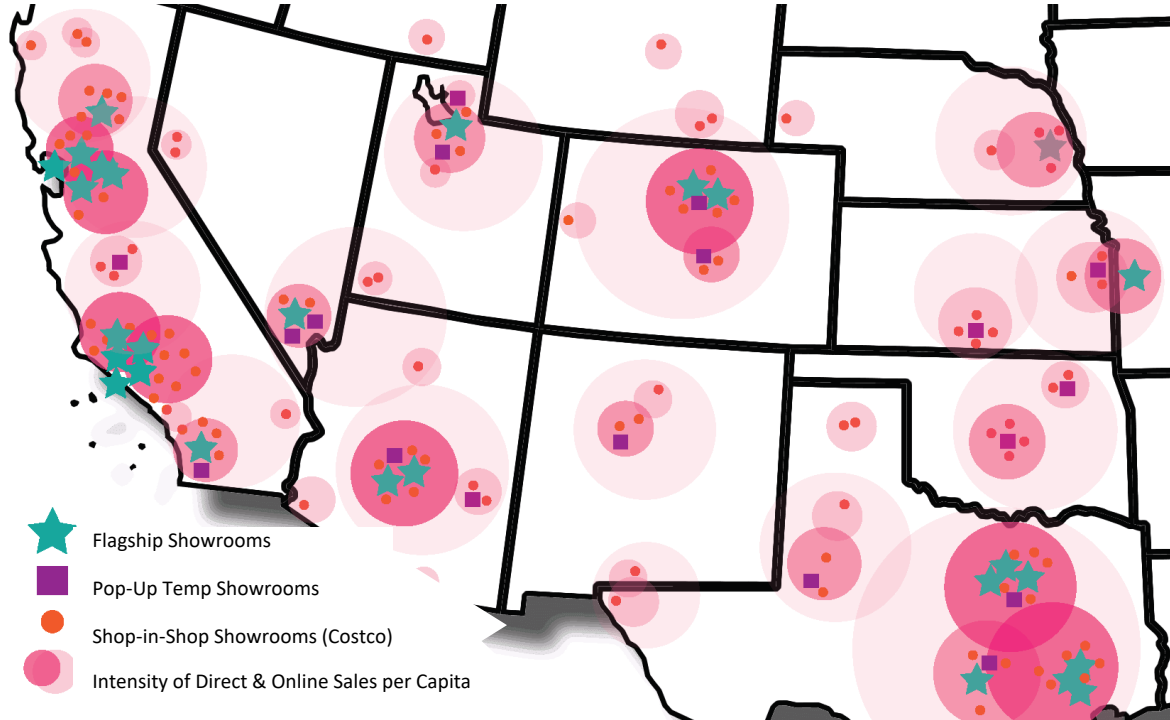 Flagship Showrooms
Pop-Up Temp Showrooms
Shop-in-Shop Showrooms (Costco)
Intensity of Direct & Online Sales per Capita